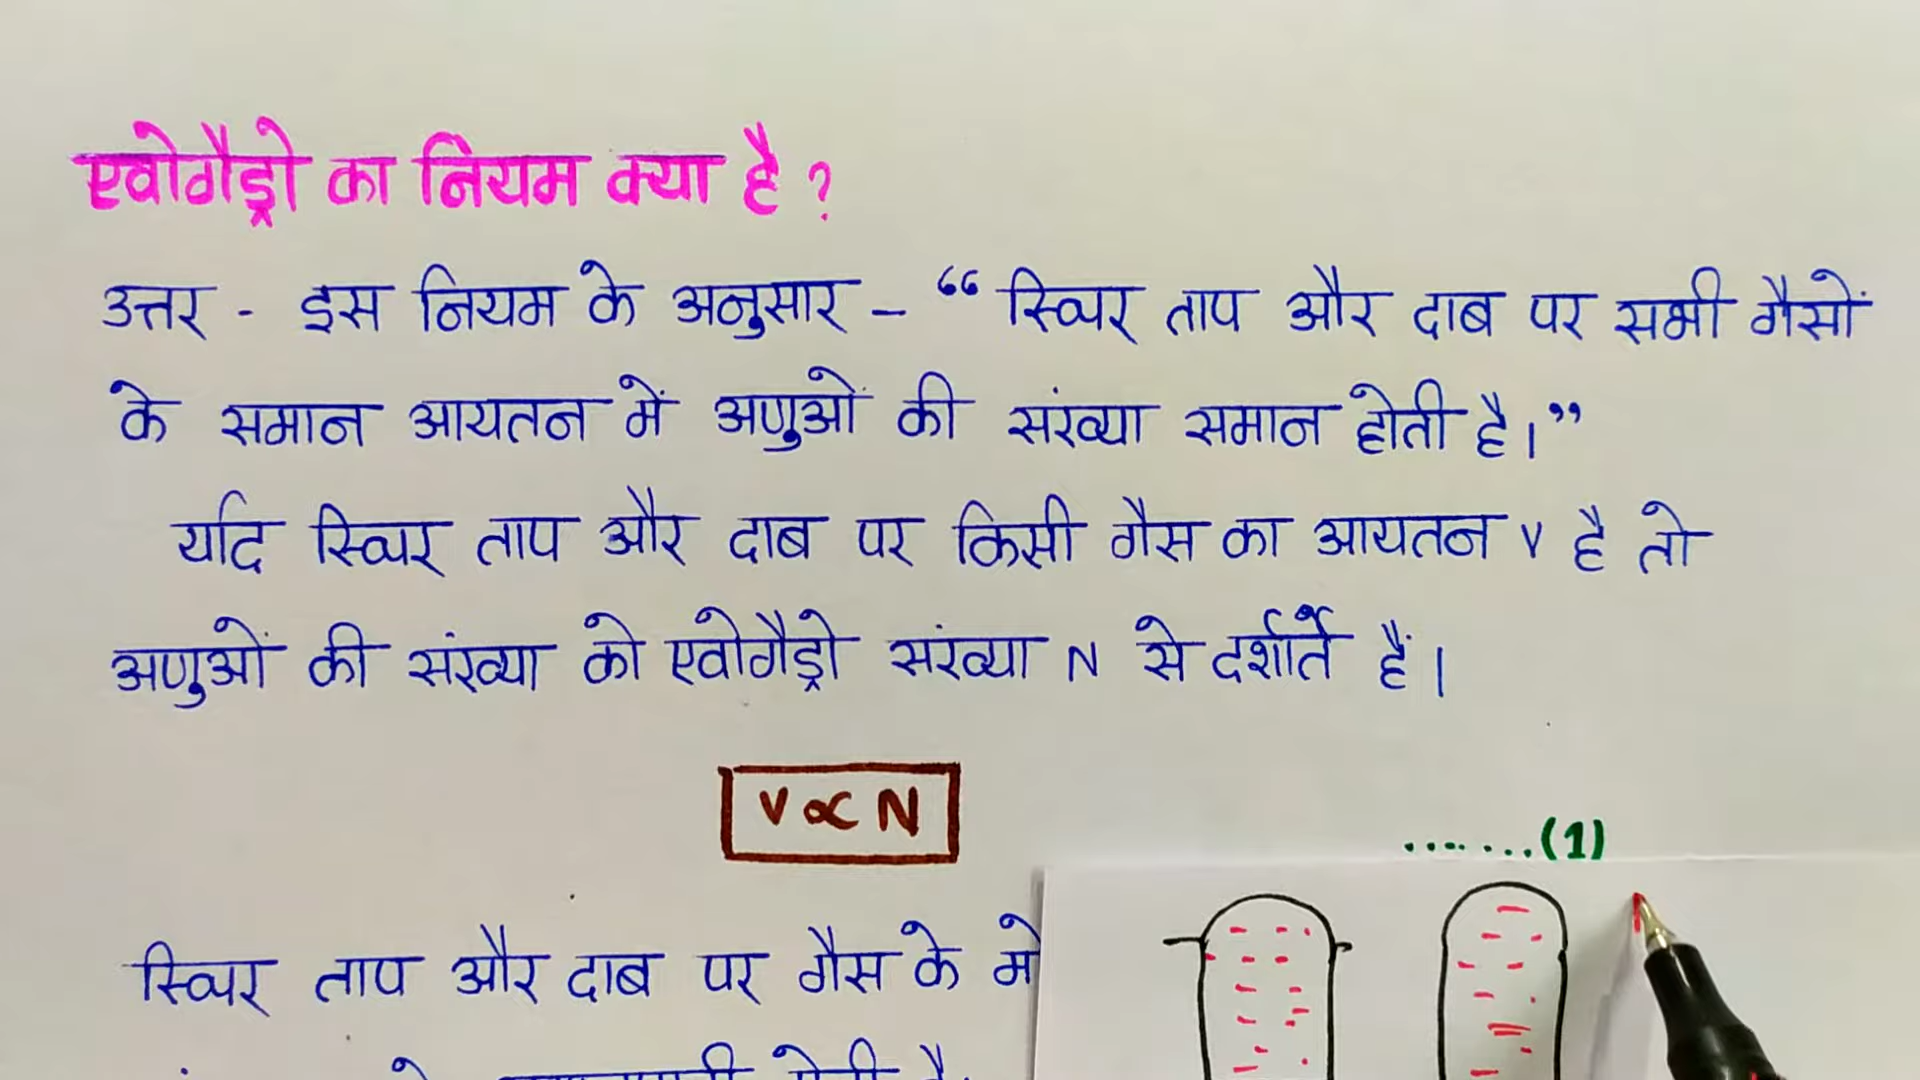 एवोगैड्रो का नियम क्या है ?
उत्तर - इस नियम के अनुसार - “ स्थिर ताप और दाब पर सभी गैसों
के समान आयतन में अणुओं की संख्या समान होती है।”
यदि स्थिर ताप और दाब पर किसी गैस का आयतन V है तो
अणुओं की संख्या को एवोगैड्रो संख्या N से दर्शाते हैं।
V ∝ N
.......(1)
स्थिर ताप और दाब पर गैस के मो